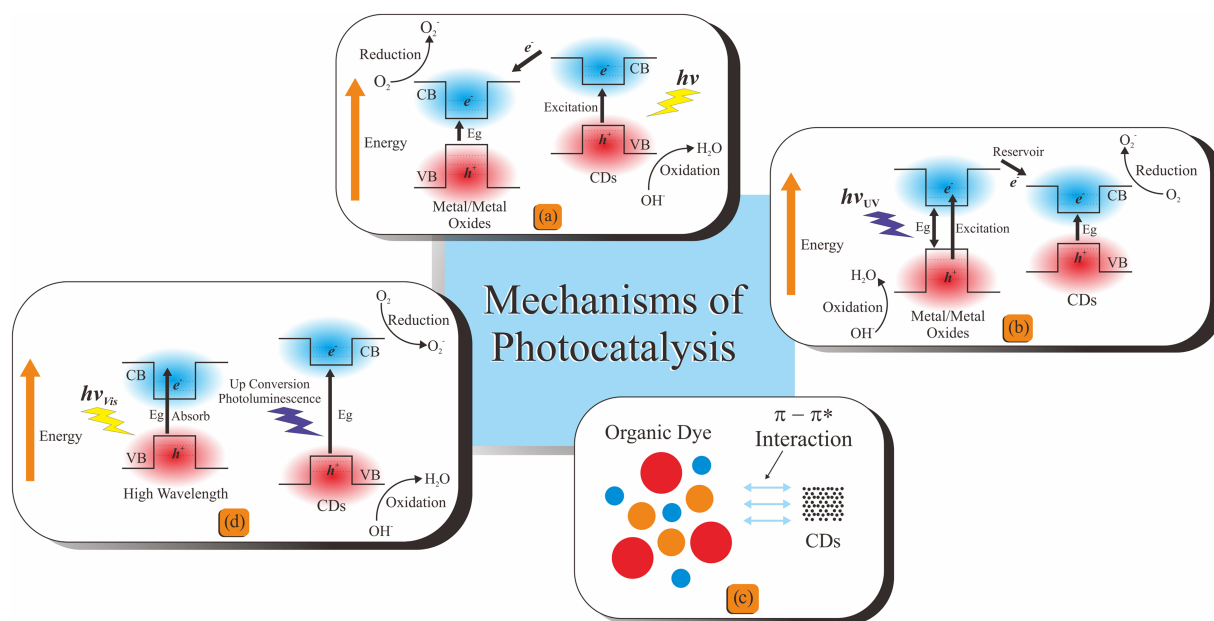 Mechanisms of
Photocatalysis
O₂⁻
Reduction
O₂
e⁻
CB
e⁻
CB
e⁻
hν
Excitation
Energy
Eg
VB
h⁺
h⁺
VB
H₂O
Oxidation
CDs
OH⁻
Metal/Metal
Oxides
(a)
O₂⁻
Reservoir
Reduction
e⁻
e⁻
CB
O₂
e⁻
hνUV
Eg
Excitation
Eg
Energy
H₂O
h⁺
h⁺
VB
Oxidation
CDs
OH⁻
Metal/Metal
Oxides
(b)
π – π*
Organic Dye
Interaction
CDs
(c)
O₂
Reduction
O₂⁻
e⁻
CB
CB
e⁻
hνVis
Up Conversion
Photoluminescence
Eg
Absorb
Eg
Energy
VB
h⁺
h⁺
VB
H₂O
High Wavelength
CDs
Oxidation
OH⁻
(d)